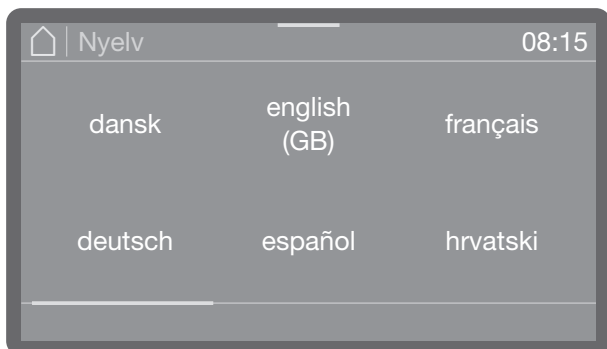 Nyelv 08:15
dansk english (GB) français
deutsch español hrvatski